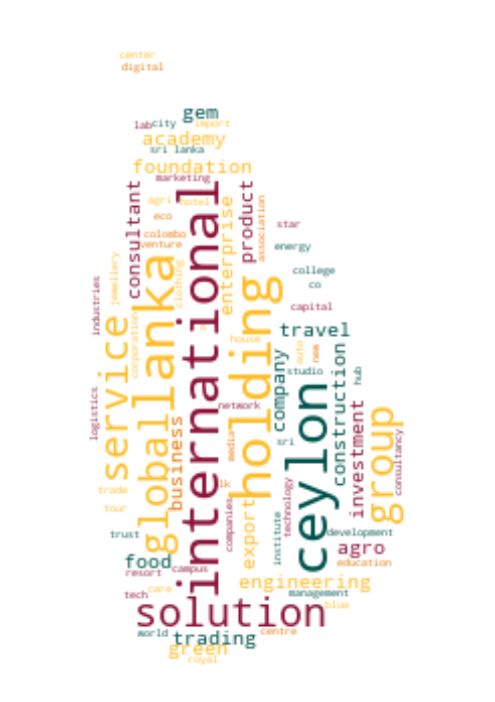 center
digital
gem
lab
city
import
academy
sri lanka
foundation
marketing
agri
hotel
eco
colombo
venture
consultant
international
product
enterprise
association
star
energy
college
co
capital
travel
jewellery
clothing
industries
corporation
service
global
lanka
holding
house
company
ceylon
studio
auto
new
construction
hub
investment
group
consultancy
logistics
business
network
media
sri
lk
technology
trade
tour
companies
export
institute
development
trust
agro
education
food
resort
campus
tech
care
engineering
management
blue
solution
world
trading
centre
green
royal